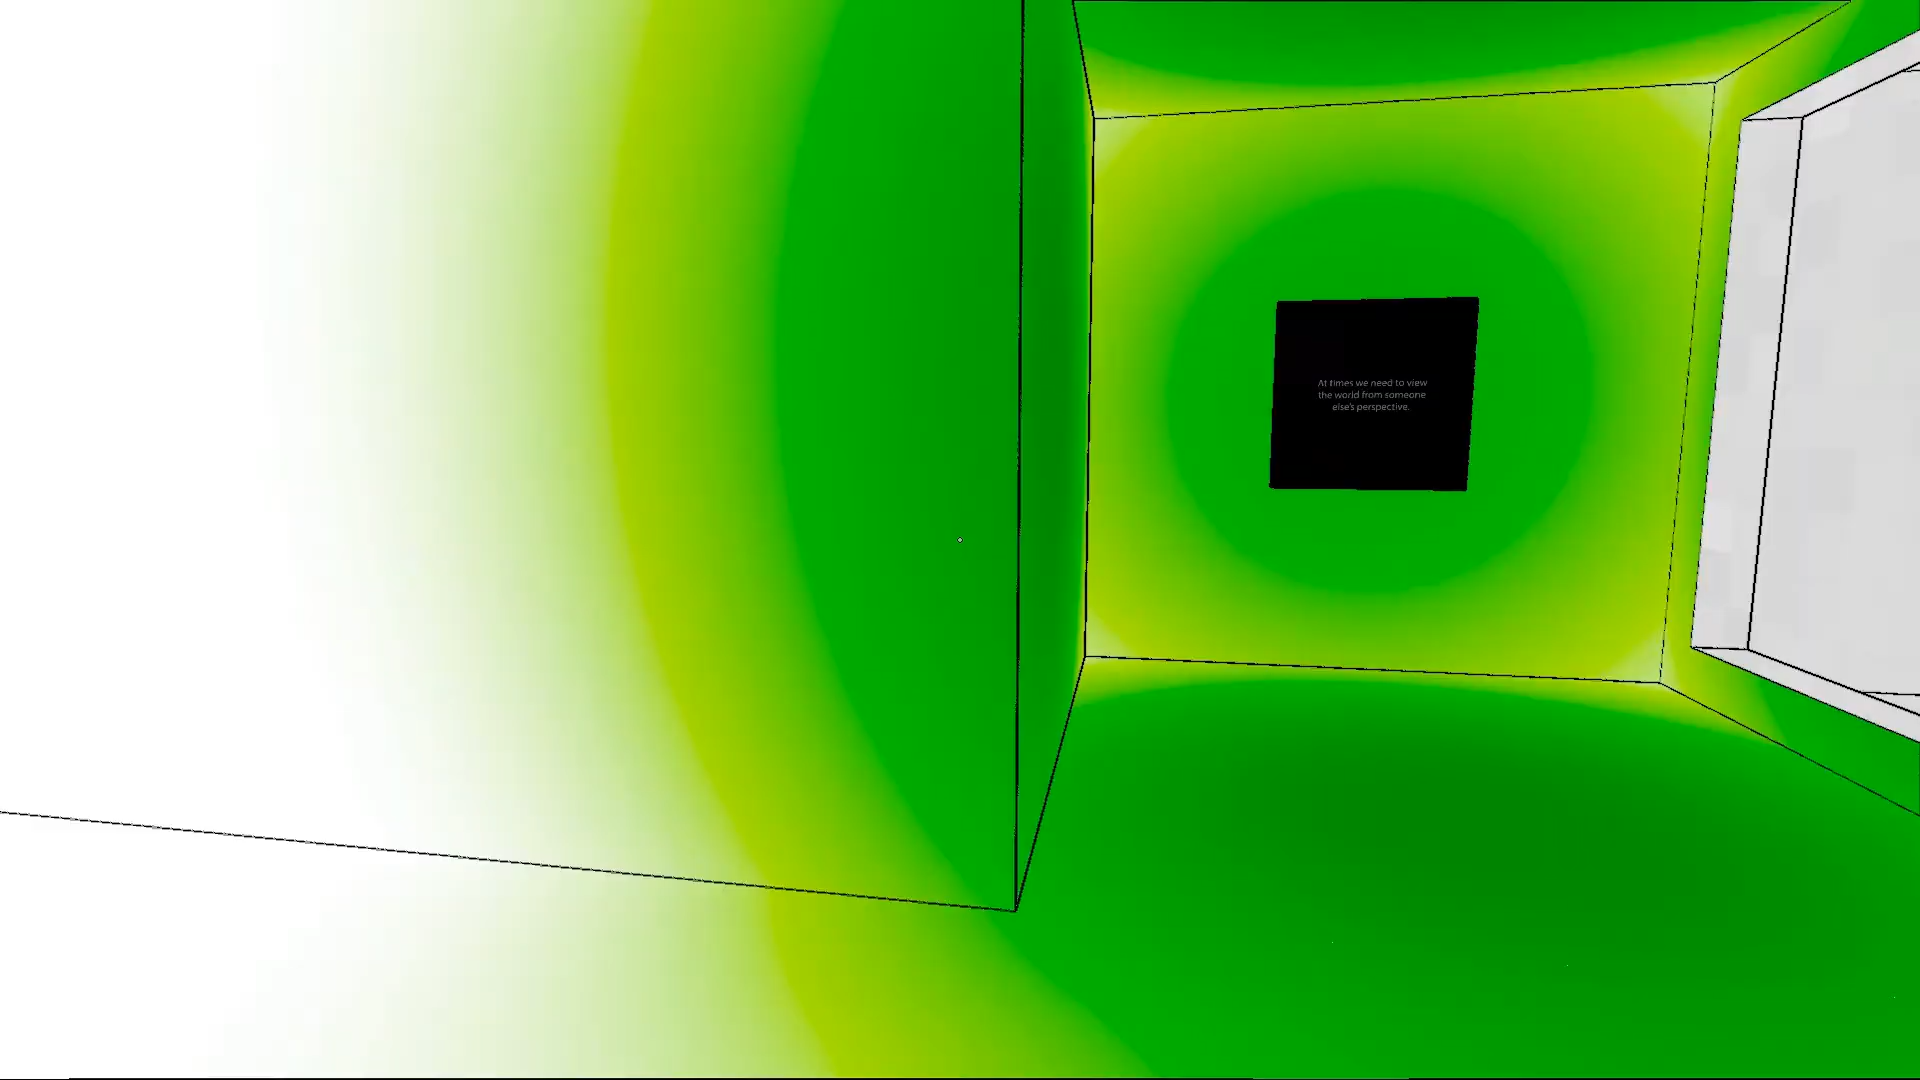 At times we need to view
the world from someone
else's perspective.